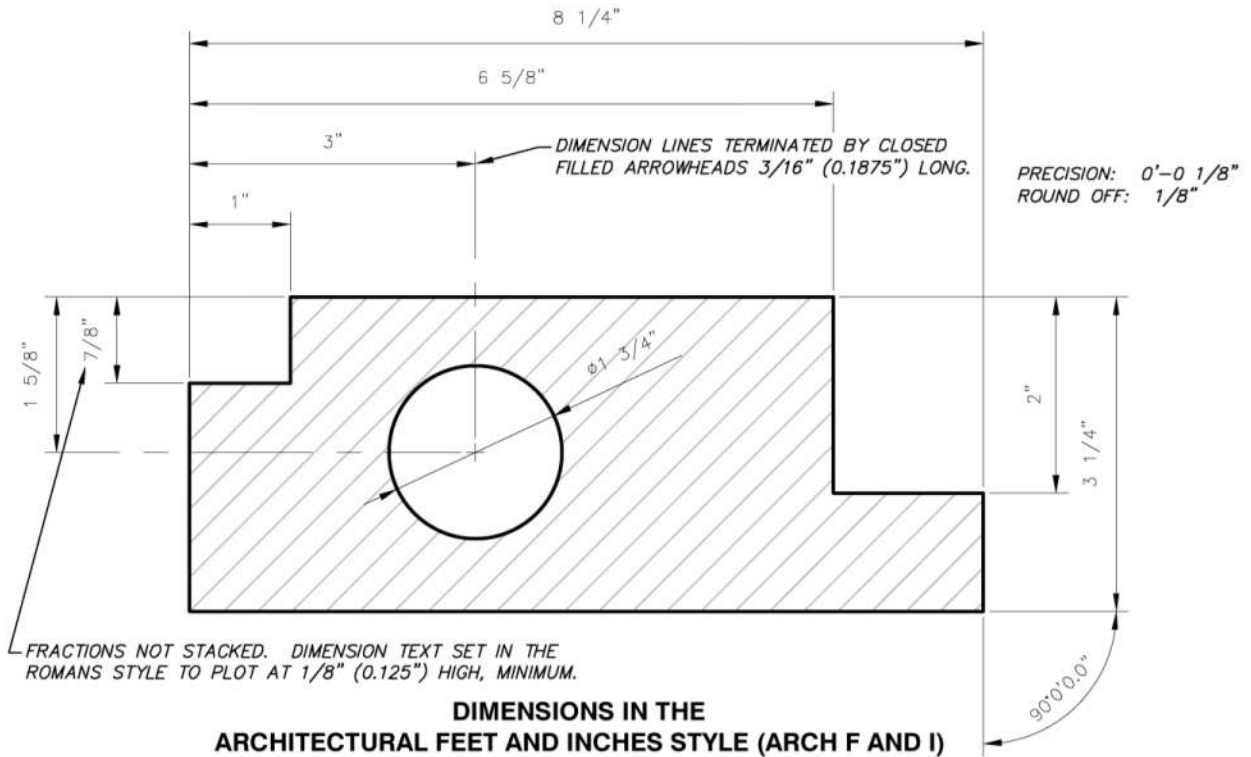 8 1/4"
6 5/8"
3"
DIMENSION LINES TERMINATED BY CLOSED
FILLED ARROWHEADS 3/16" (0.1875") LONG.
PRECISION: 0'-0 1/8"
ROUND OFF: 1/8"
1"
1 5/8"
7/8"
ø1 3/4"
2"
3 1/4"
FRACTIONS NOT STACKED. DIMENSION TEXT SET IN THE
ROMANS STYLE TO PLOT AT 1/8" (0.125") HIGH, MINIMUM.
90°0'0.0"
DIMENSIONS IN THE
ARCHITECTURAL FEET AND INCHES STYLE (ARCH F AND I)